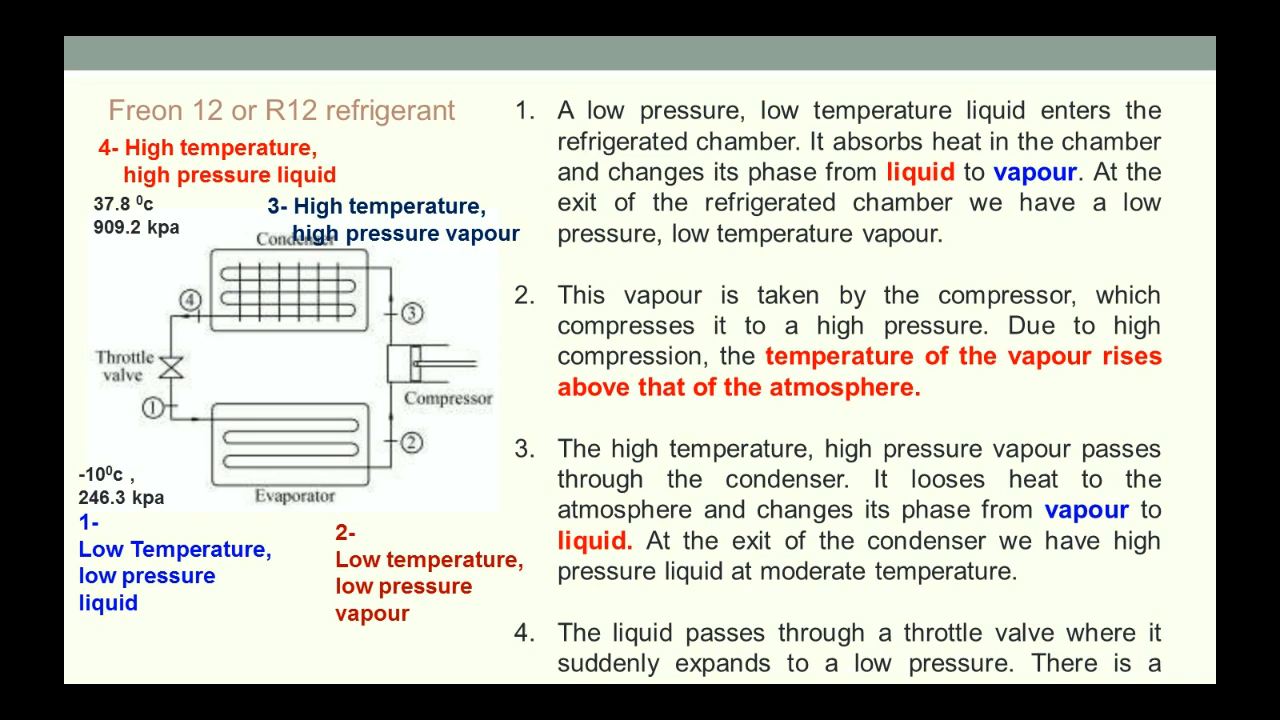 Freon 12 or R12 refrigerant
4- High temperature,
high pressure liquid
37.8 ⁰c
909.2 kpa
3- High temperature,
high pressure vapour
Condenser
4
3
Throttle
valve
Compressor
1
2
Evaporator
-10⁰c ,
246.3 kpa
1-
Low Temperature,
low pressure
liquid
2-
Low temperature,
low pressure
vapour
1. A low pressure, low temperature liquid enters the
refrigerated chamber. It absorbs heat in the chamber
and changes its phase from liquid to vapour. At the
exit of the refrigerated chamber we have a low
pressure, low temperature vapour.
2. This vapour is taken by the compressor, which
compresses it to a high pressure. Due to high
compression, the temperature of the vapour rises
above that of the atmosphere.
3. The high temperature, high pressure vapour passes
through the condenser. It looses heat to the
atmosphere and changes its phase from vapour to
liquid. At the exit of the condenser we have high
pressure liquid at moderate temperature.
4. The liquid passes through a throttle valve where it
suddenly expands to a low pressure. There is a